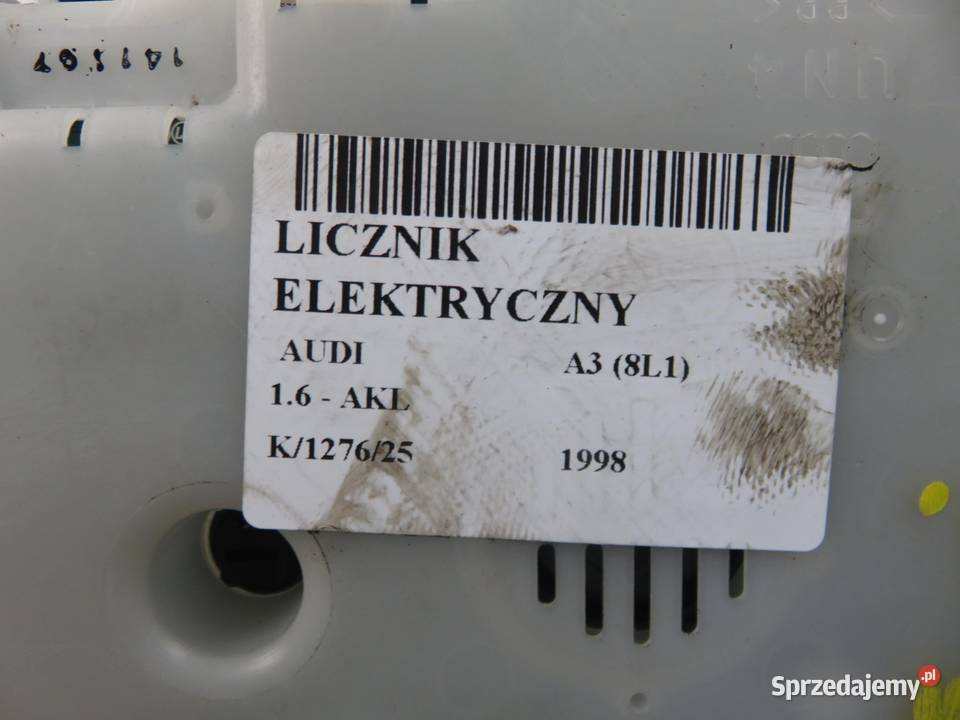 LICZNIK
ELEKTRYCZNY
AUDI A3 (8L1)
1.6 - AKL
K/1276/25 1998
Sprzedajemy.pl